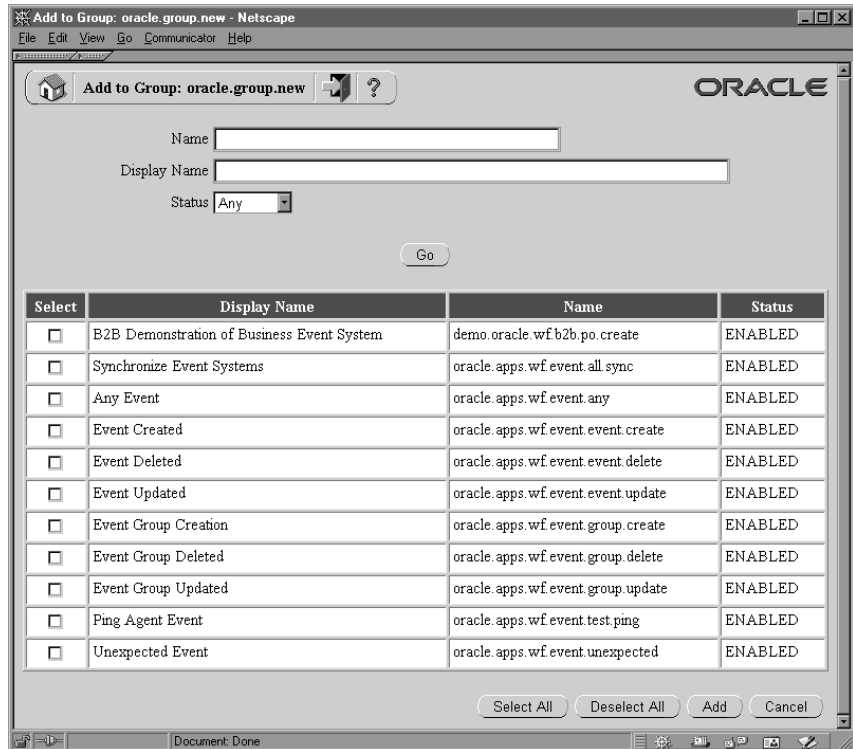 Add to Group: oracle.group.new - Netscape
File Edit View Go Communicator Help
Add to Group: oracle.group.new ?
ORACLE
Name
Display Name
Status Any
Go
Select Display Name Name Status
B2B Demonstration of Business Event System demo.oracle.wf.b2b.po.create ENABLED
Synchronize Event Systems oracle.apps.wf.event.all.sync ENABLED
Any Event oracle.apps.wf.event.any ENABLED
Event Created oracle.apps.wf.event.event.create ENABLED
Event Deleted oracle.apps.wf.event.event.delete ENABLED
Event Updated oracle.apps.wf.event.event.update ENABLED
Event Group Creation oracle.apps.wf.event.group.create ENABLED
Event Group Deleted oracle.apps.wf.event.group.delete ENABLED
Event Group Updated oracle.apps.wf.event.group.update ENABLED
Ping Agent Event oracle.apps.wf.event.test.ping ENABLED
Unexpected Event oracle.apps.wf.event.unexpected ENABLED
Select All Deselect All Add Cancel
Document: Done